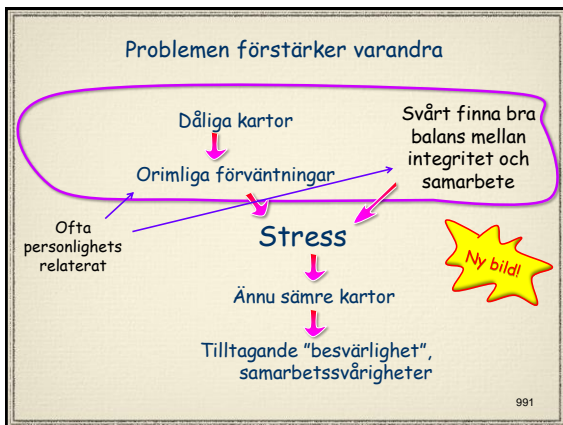 Problemen förstärker varandra
Dåliga kartor
Orimliga förväntningar
Svårt finna bra
balans mellan
integritet och
samarbete
Ofta
personlighets
relaterat
Stress
Ny bild!
Ännu sämre kartor
Tilltagande ”besvärlighet”,
samarbetssvårigheter
991